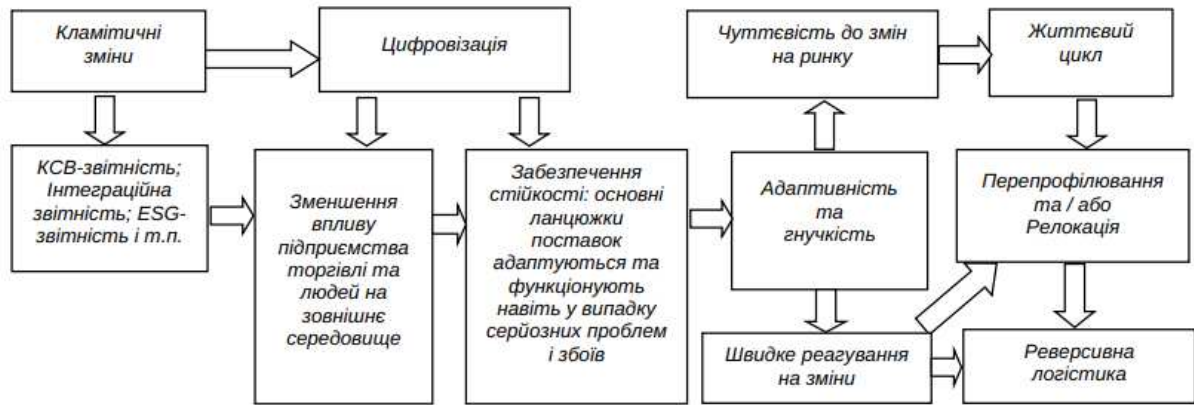 Кламітичні
зміни
Цифровізація
Чуттєвість до змін
на ринку
Життєвий
цикл
КСВ-звітність;
Інтеграційна
звітність; ESG-
звітність і т.п.
Зменшення
впливу
підприємства
торгівлі та
людей на
зовнішнє
середовище
Забезпечення
стійкості: основні
ланцюжки
поставок
адаптуються та
функціонують
навіть у випадку
серйозних проблем
і збоїв
Адаптивність
та
гнучкість
Перепрофілювання
та / або
Релокація
Швидке реагування
на зміни
Реверсивна
логістика